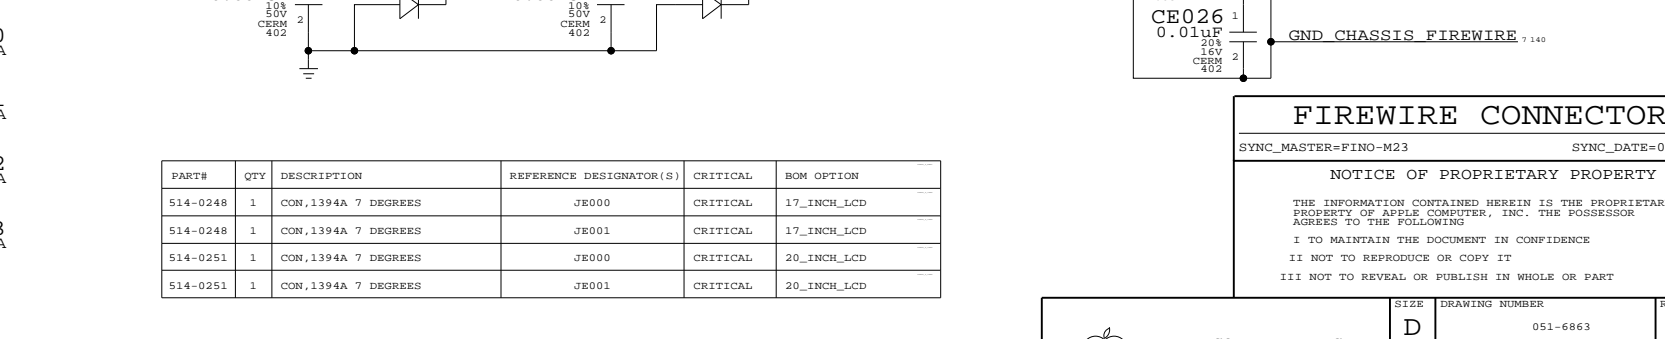 10%
50V
CERM
402
2
10%
50V
CERM
402
2
CE026
0.01uF
20%
16V
CERM
402
1
2
GND_CHASSIS_FIREWIRE 7 140
PART# QTY DESCRIPTION REFERENCE DESIGNATOR(S) CRITICAL BOM OPTION
514-0248 1 CON,1394A 7 DEGREES JE000 CRITICAL 17_INCH_LCD
514-0248 1 CON,1394A 7 DEGREES JE001 CRITICAL 17_INCH_LCD
514-0251 1 CON,1394A 7 DEGREES JE000 CRITICAL 20_INCH_LCD
514-0251 1 CON,1394A 7 DEGREES JE001 CRITICAL 20_INCH_LCD
FIREWIRE CONNECTOR
SYNC_MASTER=FINO-M23 SYNC_DATE=0
NOTICE OF PROPRIETARY PROPERTY
THE INFORMATION CONTAINED HEREIN IS THE PROPRIETAR
PROPERTY OF APPLE COMPUTER, INC. THE POSSESSOR
AGREES TO THE FOLLOWING
I TO MAINTAIN THE DOCUMENT IN CONFIDENCE
II NOT TO REPRODUCE OR COPY IT
III NOT TO REVEAL OR PUBLISH IN WHOLE OR PART
SIZE DRAWING NUMBER
D 051-6863